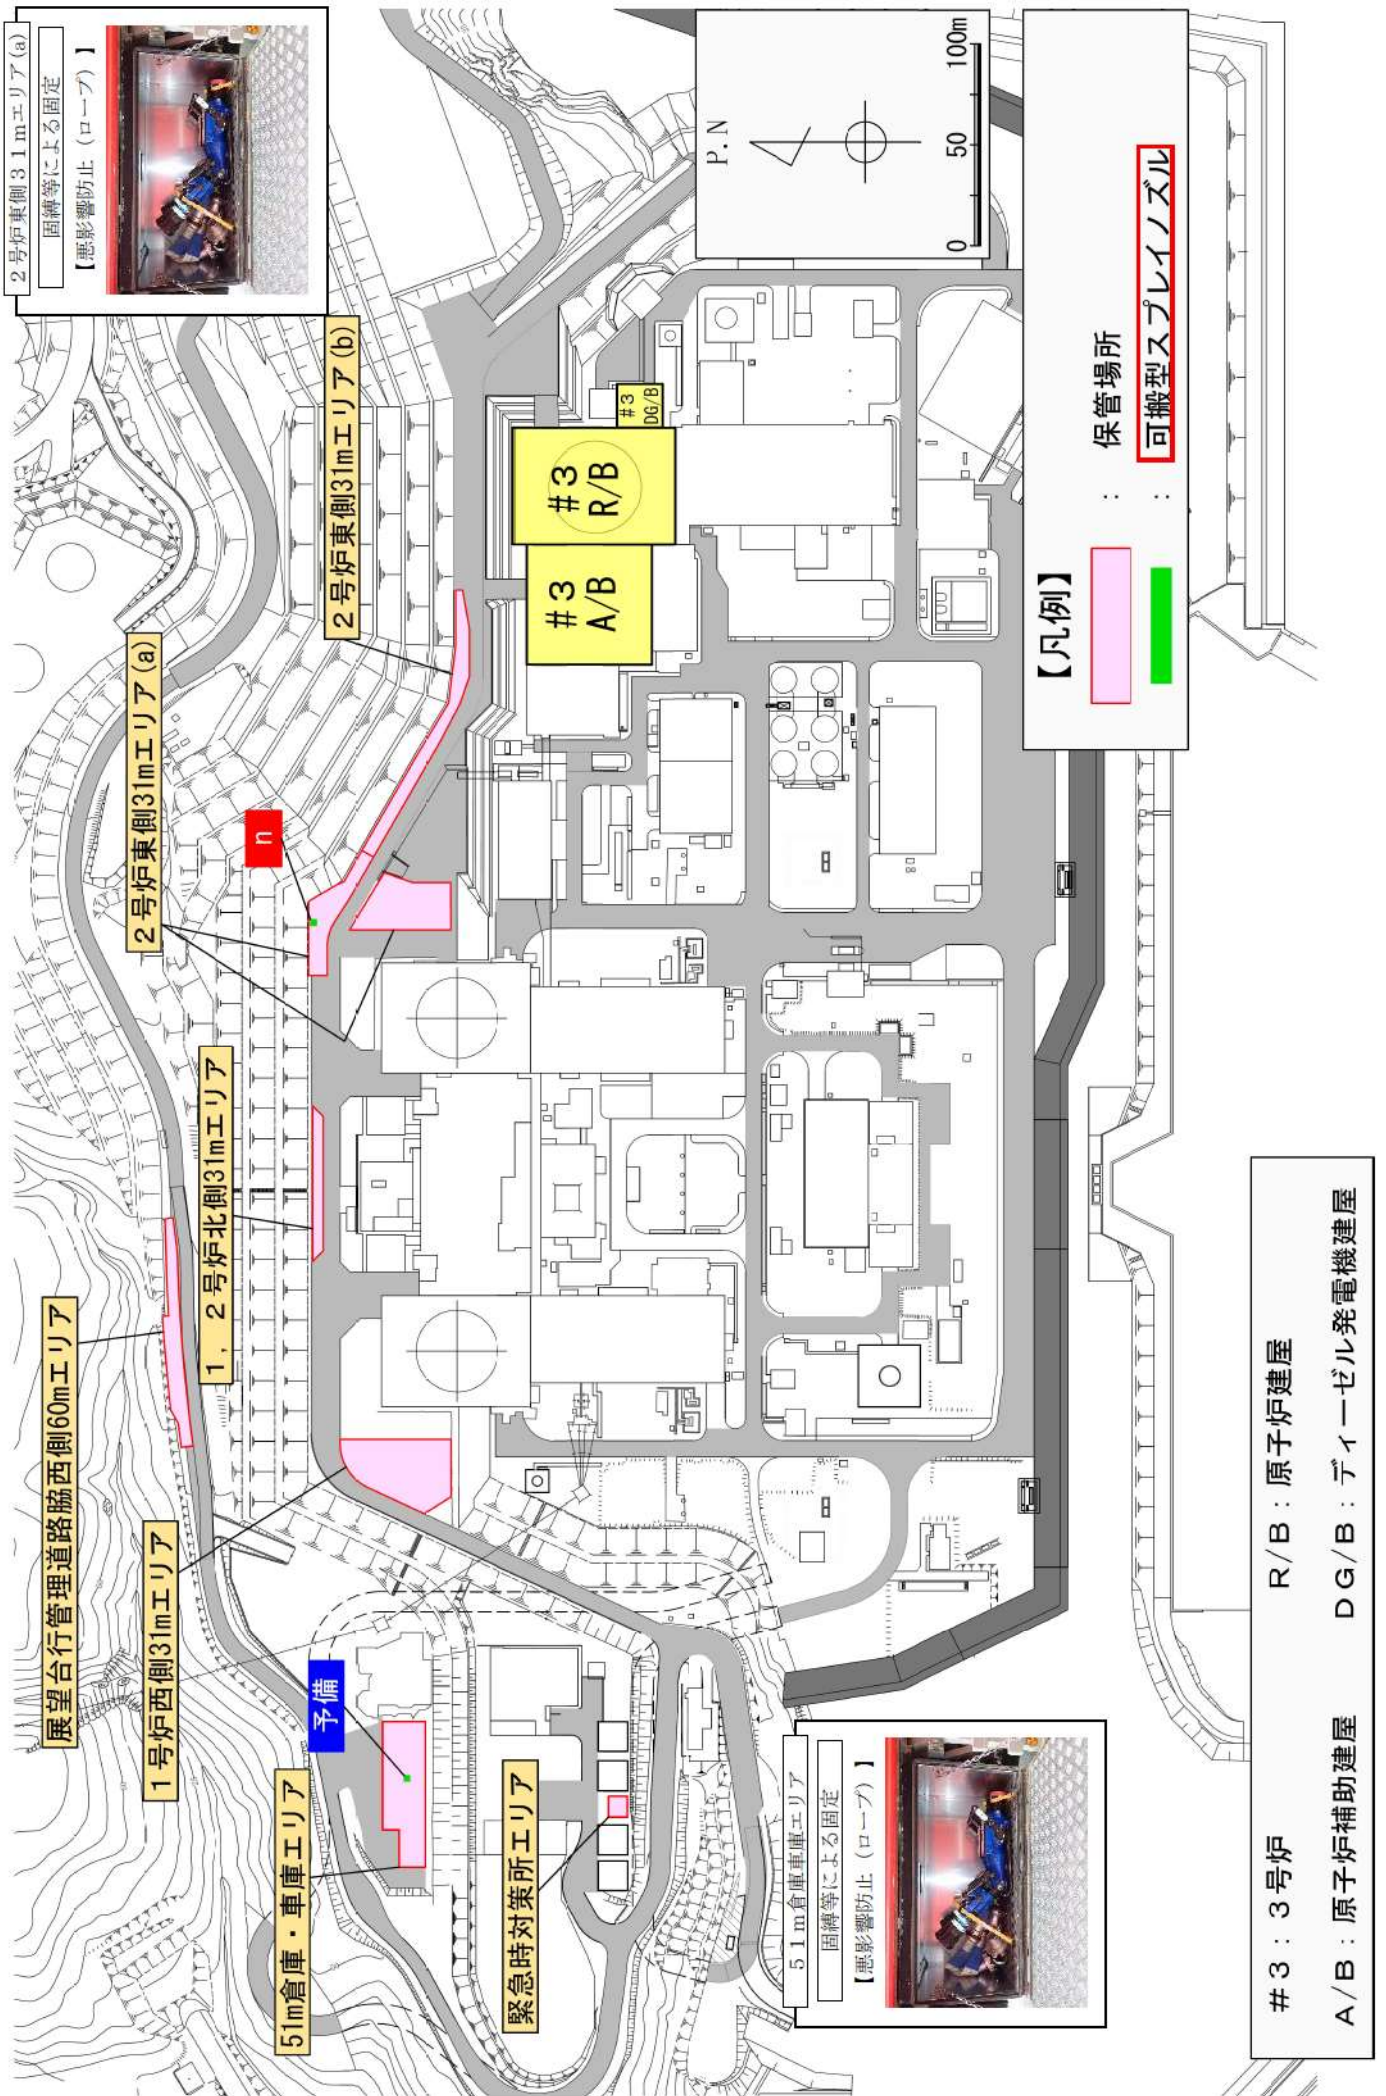 展望台行管理道路脇西側60mエリア
1号炉西側31mエリア
51m倉庫・車庫エリア
予備
緊急時対策所エリア
1,2号炉北側31mエリア
2号炉東側31mエリア(a)
n
2号炉東側31mエリア(b)
2号炉東側31mエリア(a)
固縛等による固定
【悪影響防止(ロープ)】
#3
A/B
#3
R/B
#3
DG/B
P.N
0 50 100m
51m倉庫車庫エリア
固縛等による固定
【悪影響防止(ロープ)】
【凡例】
: 保管場所
: 可搬型スプレイノズル
#3:3号炉 R/B:原子炉建屋
A/B:原子炉補助建屋 DG/B:ディーゼル発電機建屋